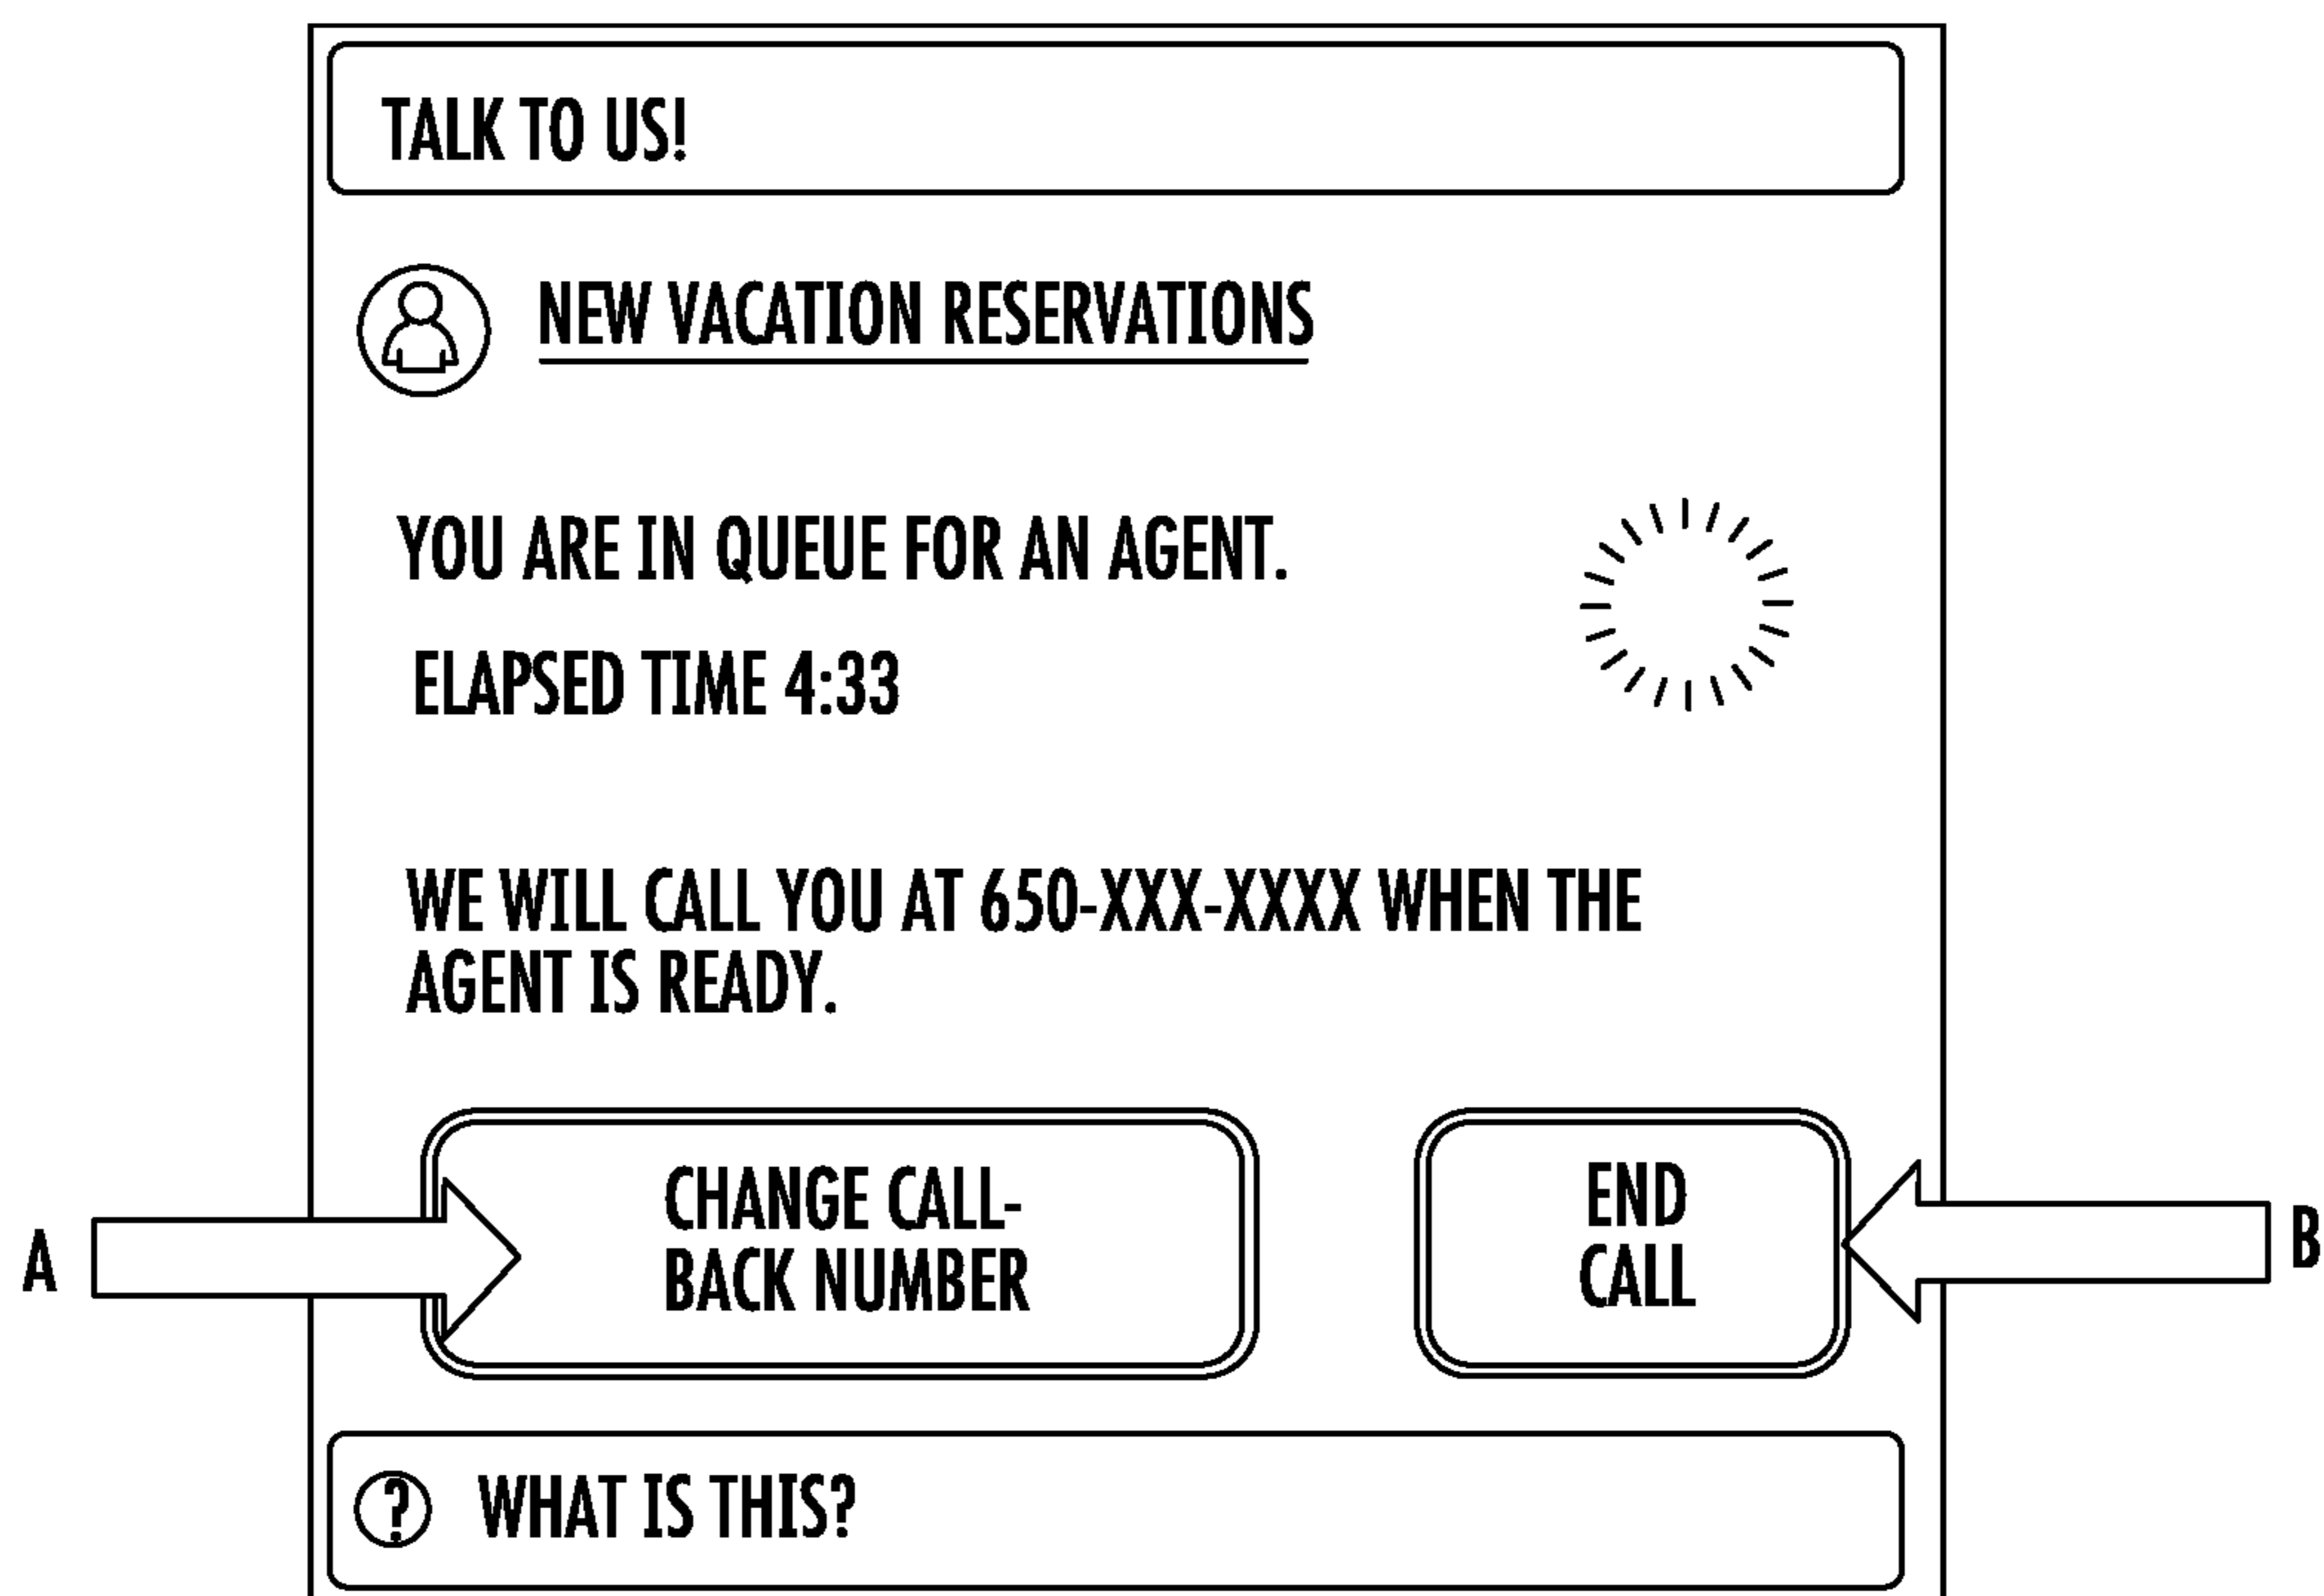 TALK TO US!
NEW VACATION RESERVATIONS
YOU ARE IN QUEUE FOR AN AGENT.
ELAPSED TIME 4:33
WE WILL CALL YOU AT 650-XXX-XXXX WHEN THE
AGENT IS READY.
A
CHANGE CALL-
BACK NUMBER
END
CALL
B
?
WHAT IS THIS?